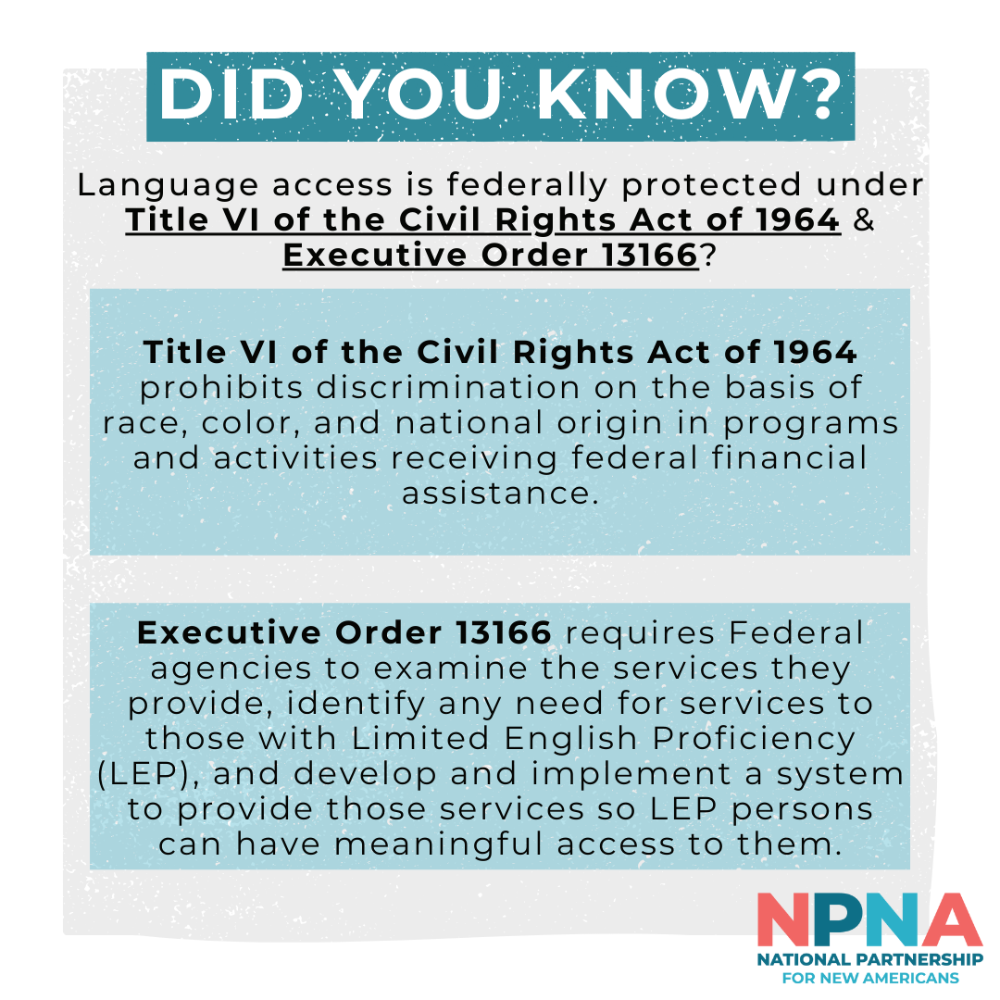 DID YOU KNOW?
Language access is federally protected under
Title VI of the Civil Rights Act of 1964 &
Executive Order 13166?
Title VI of the Civil Rights Act of 1964
prohibits discrimination on the basis of
race, color, and national origin in programs
and activities receiving federal financial
assistance.
Executive Order 13166 requires Federal
agencies to examine the services they
provide, identify any need for services to
those with Limited English Proficiency
(LEP), and develop and implement a system
to provide those services so LEP persons
can have meaningful access to them.
NPNA
NATIONAL PARTNERSHIP
FOR NEW AMERICANS